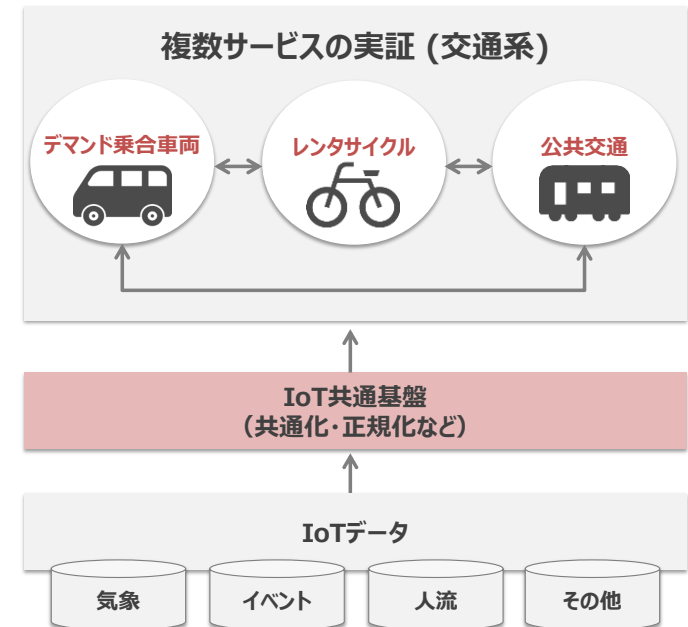 複数サービスの実証 (交通系)
デマンド乗合車両
レンタサイクル
公共交通
IoT共通基盤
（共通化・正規化など）
IoTデータ
気象
イベント
人流
その他